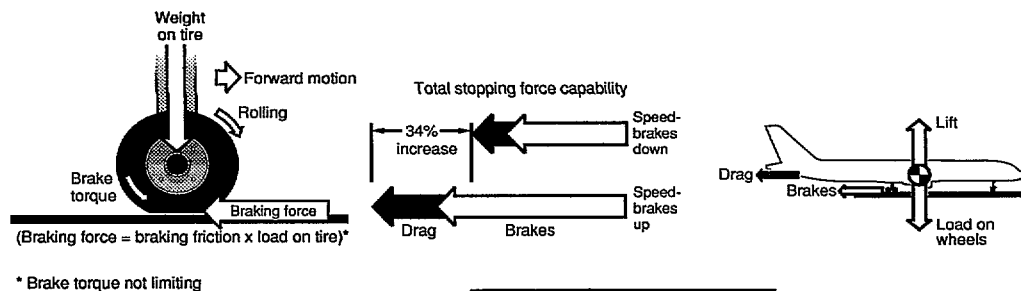 Weight
on tire
Forward motion
Rolling
Brake
torque
Braking force
(Braking force = braking friction x load on tire)*
* Brake torque not limiting
Total stopping force capability
34%
increase
Speed-
brakes
down
Speed-
brakes
up
Drag
Brakes
Lift
Drag
Brakes
Load on
wheels